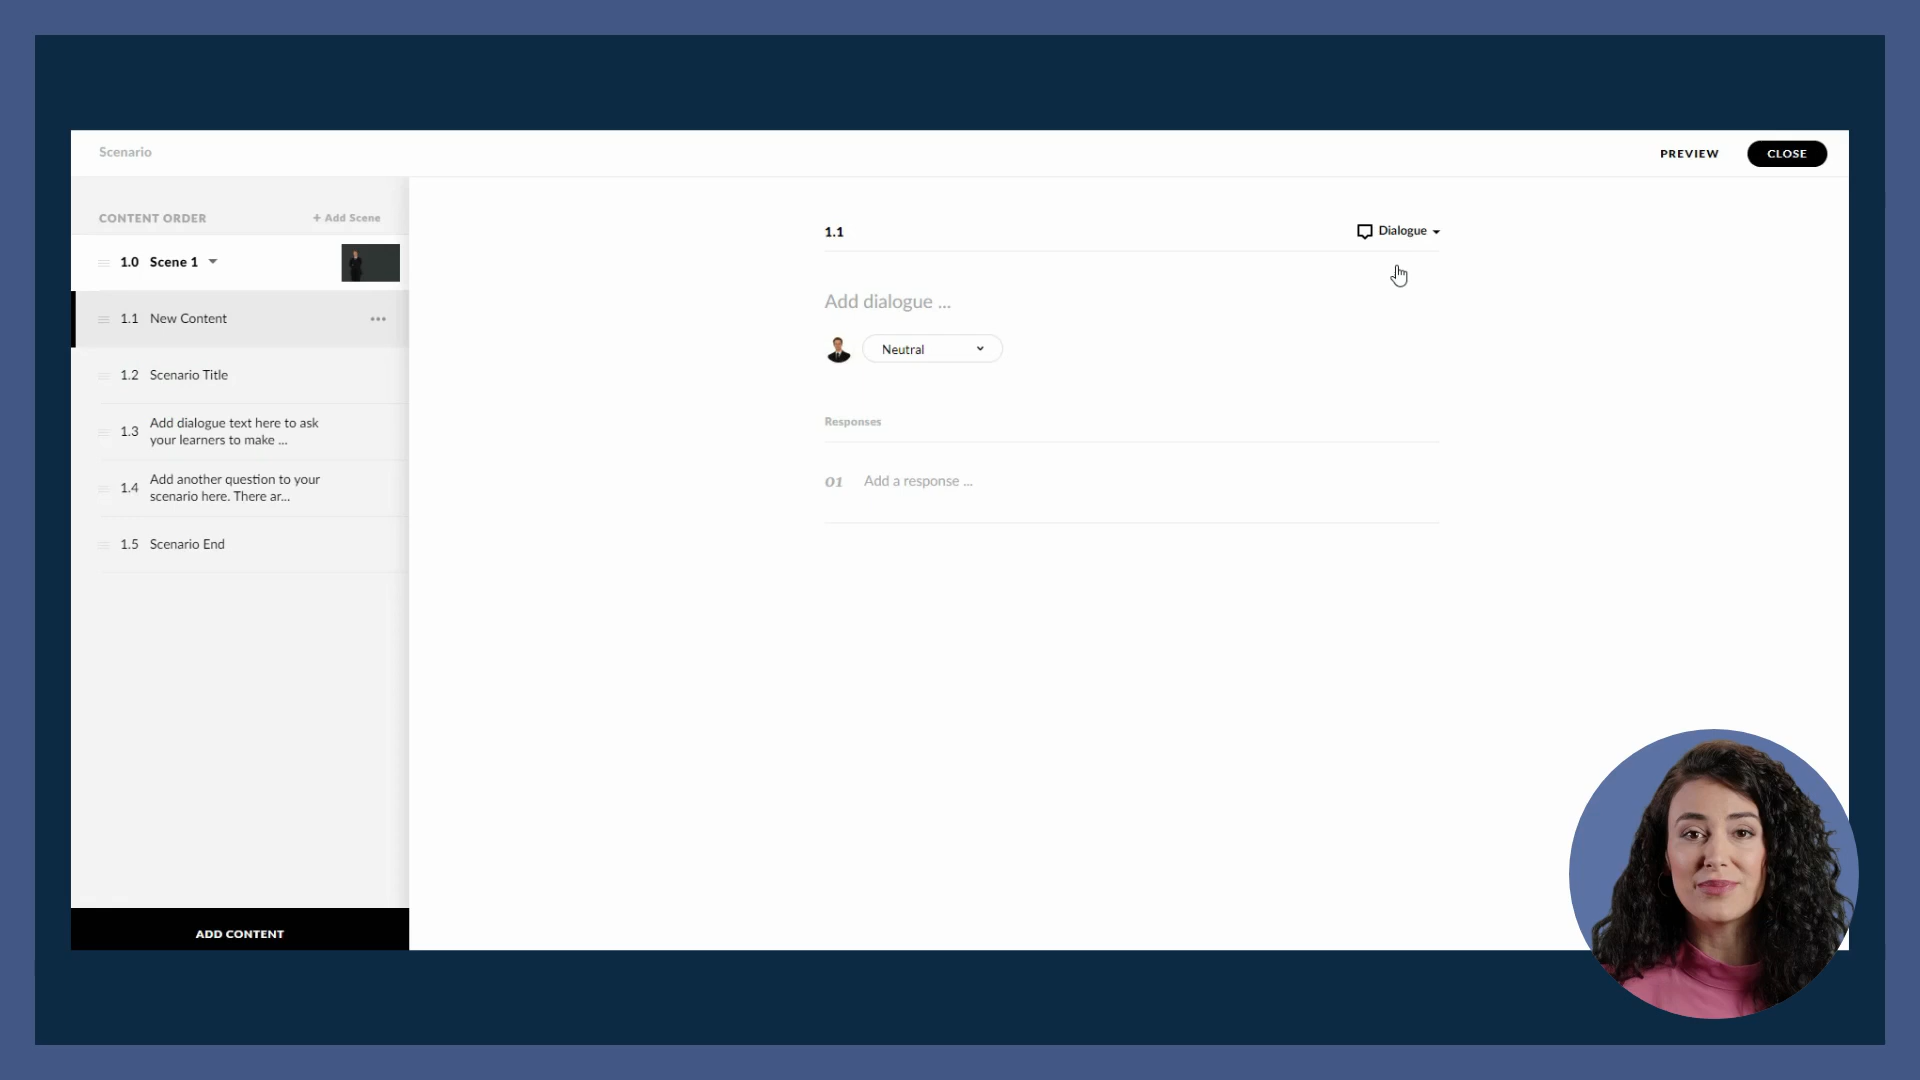 Scenario
PREVIEW
CLOSE
CONTENT ORDER
+ Add Scene
1.0 Scene 1
1.1 New Content
1.2 Scenario Title
1.3 Add dialogue text here to ask
your learners to make ...
1.4 Add another question to your
scenario here. There ar...
1.5 Scenario End
ADD CONTENT
1.1
Dialogue
Add dialogue ...
Neutral
Responses
01 Add a response ...